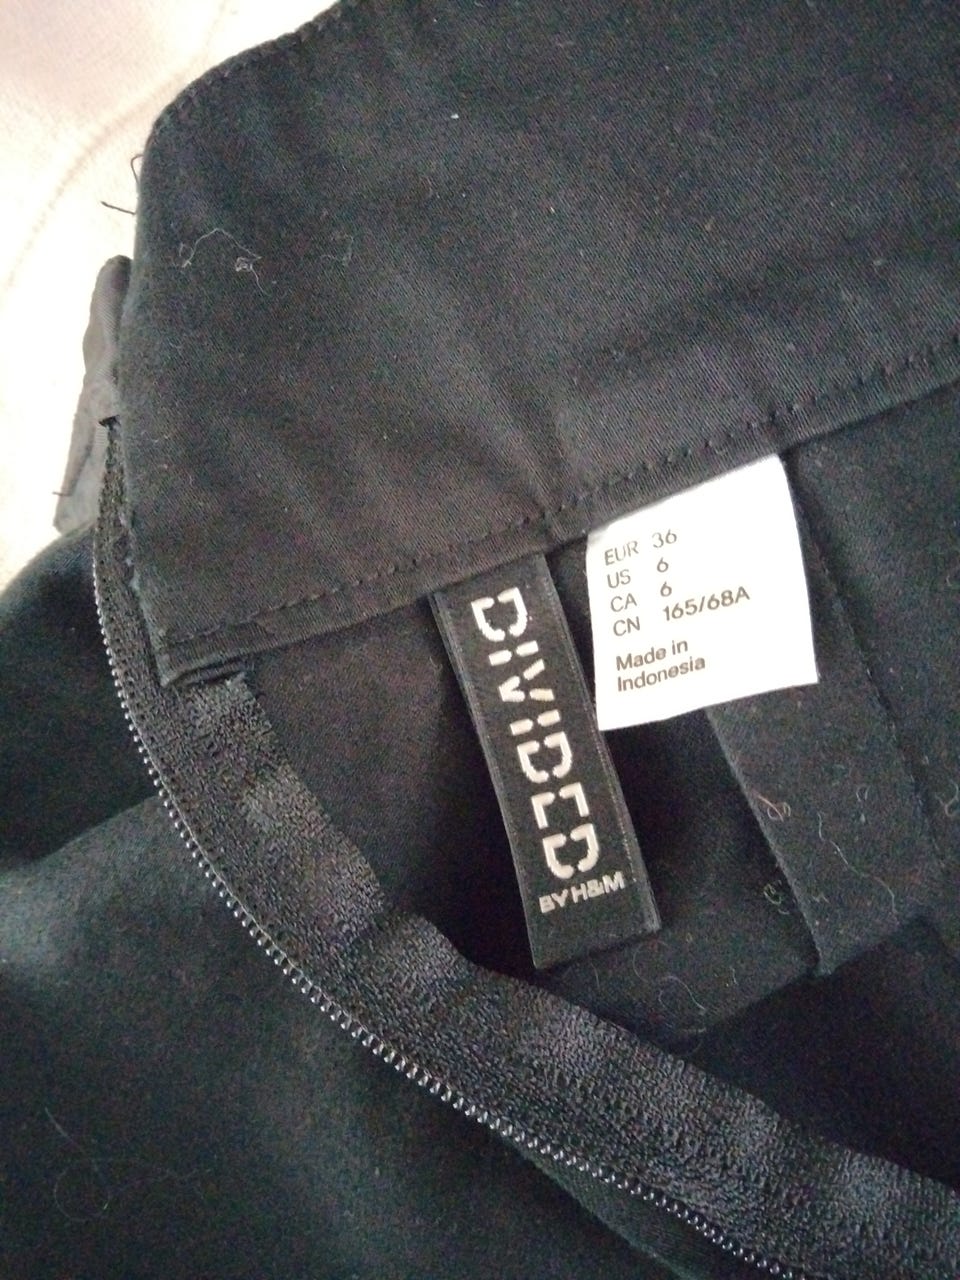 DIVIDED
BY H&M
EUR 36
US 6
CA 6
CN 165/68A
Made in
Indonesia